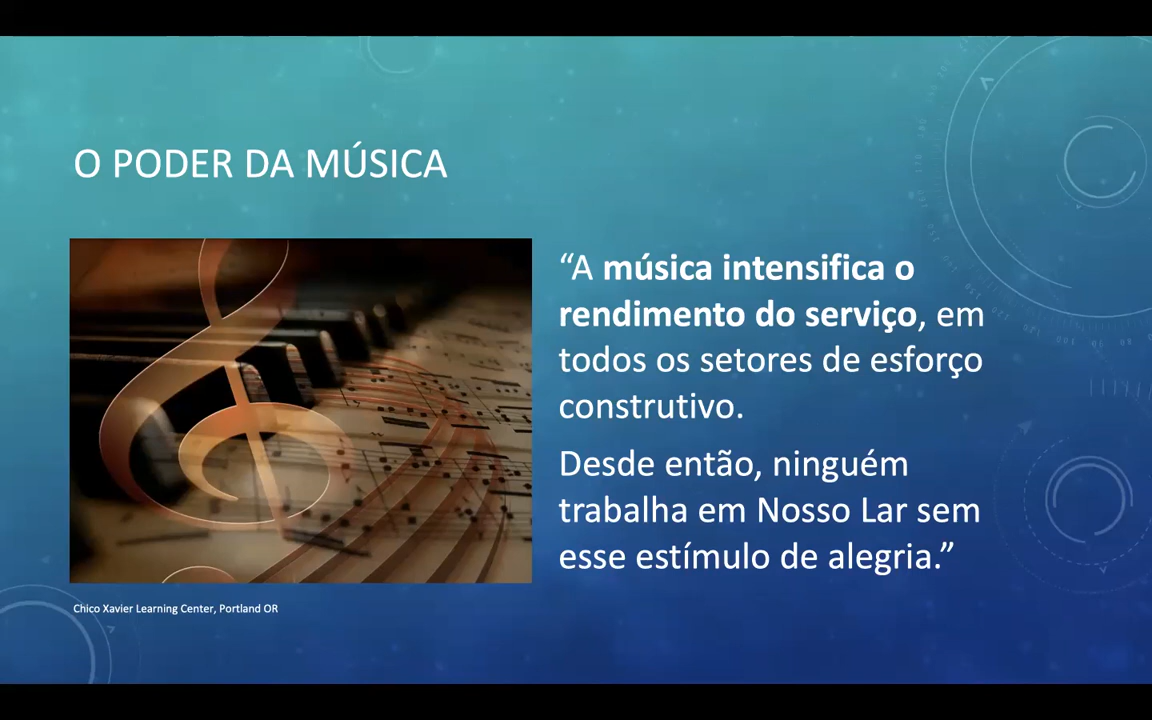 O PODER DA MÚSICA
“A música intensifica o
rendimento do serviço, em
todos os setores de esforço
construtivo.
Desde então, ninguém
trabalha em Nosso Lar sem
esse estímulo de alegria.”
Chico Xavier Learning Center, Portland OR